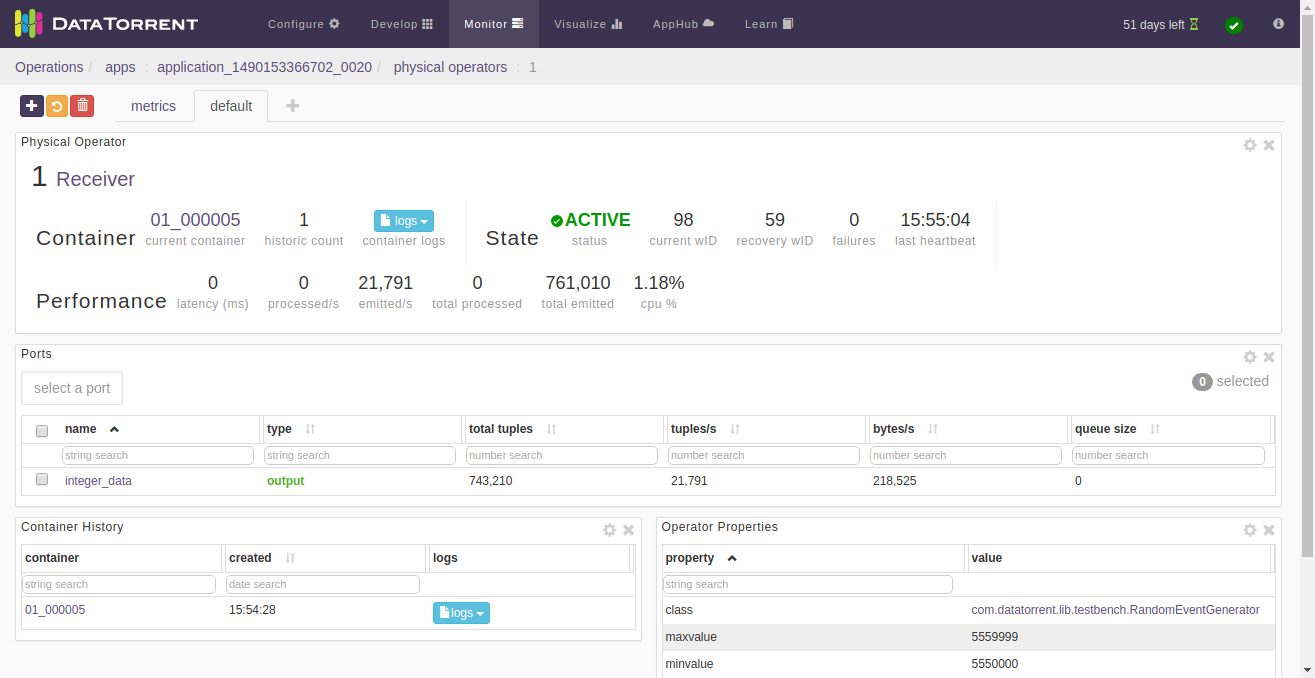 DATATORRENT Configure Develop Monitor Visualize AppHub Learn 51 days left
Operations / apps : application_1490153366702_0020 / physical operators : 1
metrics default
Physical Operator
1 Receiver
Container 01_000005 current container 1 historic count logs container logs State ACTIVE status 98 current wID 59 recovery wID 0 failures 15:55:04 last heartbeat
Performance 0 latency (ms) 0 processed/s 21,791 emitted/s 0 total processed 761,010 total emitted 1.18% cpu %
Ports
select a port 0 selected
name type total tuples tuples/s bytes/s queue size
string search string search number search number search number search number search
integer_data output 743,210 21,791 218,525 0
Container History
container created logs
string search date search
01_000005 15:54:28 logs
Operator Properties
property value
string search
class com.datatorrent.lib.testbench.RandomEventGenerator
maxvalue 5559999
minvalue 5550000